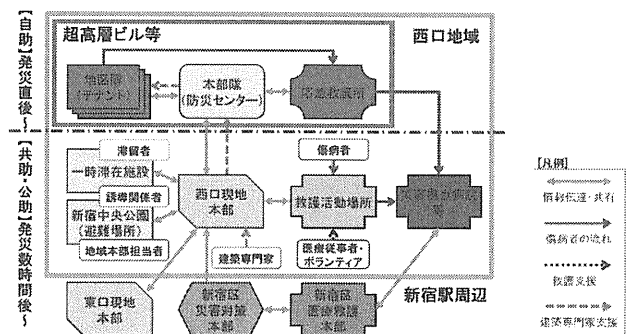 【自助】発災直後～
超高層ビル等
西口地域
地区隊
(テナント)
本部隊
(防災センター)
応急救護所
【共助・公助】発災数時間後～
滞留者
一時滞在施設
誘導関係者
新宿中央公園
(避難場所)
地域本部担当者
西口現地
本部
建築専門家
傷病者
救護活動場所
医療従事者・
ボランティア
災害拠点病院
等
新宿駅周辺
東口現地
本部
新宿区
災害対策
本部
新宿区
医療救護
本部
【凡例】
情報伝達・共有
傷病者の流れ
救護支援
建築専門家支援